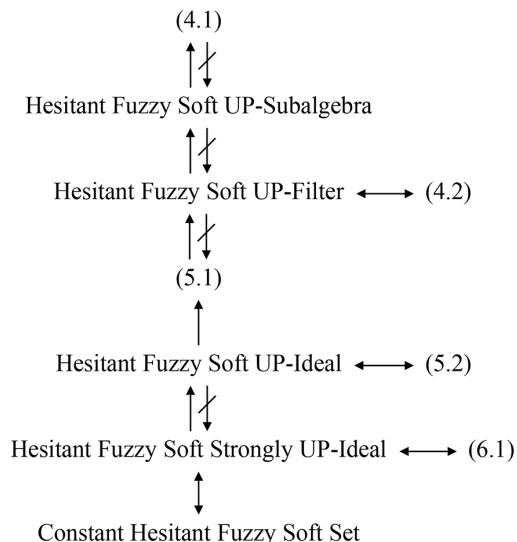 (4.1)
Hesitant Fuzzy Soft UP-Subalgebra
Hesitant Fuzzy Soft UP-Filter (4.2)
(5.1)
Hesitant Fuzzy Soft UP-Ideal (5.2)
Hesitant Fuzzy Soft Strongly UP-Ideal (6.1)
Constant Hesitant Fuzzy Soft Set